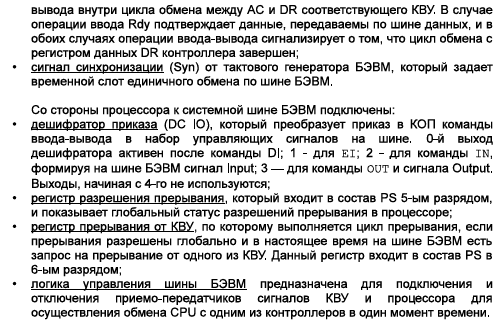 вывода внутри цикла обмена между АС и DR соответствующего КВУ. В случае
операции ввода Rdy подтверждает данные, передаваемы по шине данных, и в
обоих случаях операции ввода-вывода сигнализирует о том, что цикл обмена с
регистром данных DR контроллера завершен;
• сигнал синхронизации (Syn) от тактового генератора БЭВМ, который задает
временной слот единичного обмена по шине БЭВМ.
Со стороны процессора к системной шине БЭВМ подключены:
• дешифратор приказа (DC IO), который преобразует приказ в КОП команды
ввода-вывода в набор управляющих сигналов на шине. 0-й выход
дешифратора активен после команды DI; 1 - для EI; 2 - для команды IN,
формируя на шине БЭВМ сигнал Input; 3 — для команды OUT и сигнала Output.
Выходы, начиная с 4-го не используются;
• регистр разрешения прерывания, который входит в состав PS 5-ым разрядом,
и показывает глобальный статус разрешений прерывания в процессоре;
• регистр прерывания от КВУ, по которому выполняется цикл прерывания, если
прерывания разрешены глобально и в настоящее время на шине БЭВМ есть
запрос на прерывание от одного из КВУ. Данный регистр входит в состав PS в
6-ым разрядом;
• логика управления шины БЭВМ предназначена для подключения и
отключения приемо-передатчиков сигналов КВУ и процессора для
осуществления обмена CPU с одним из контроллеров в один момент времени.